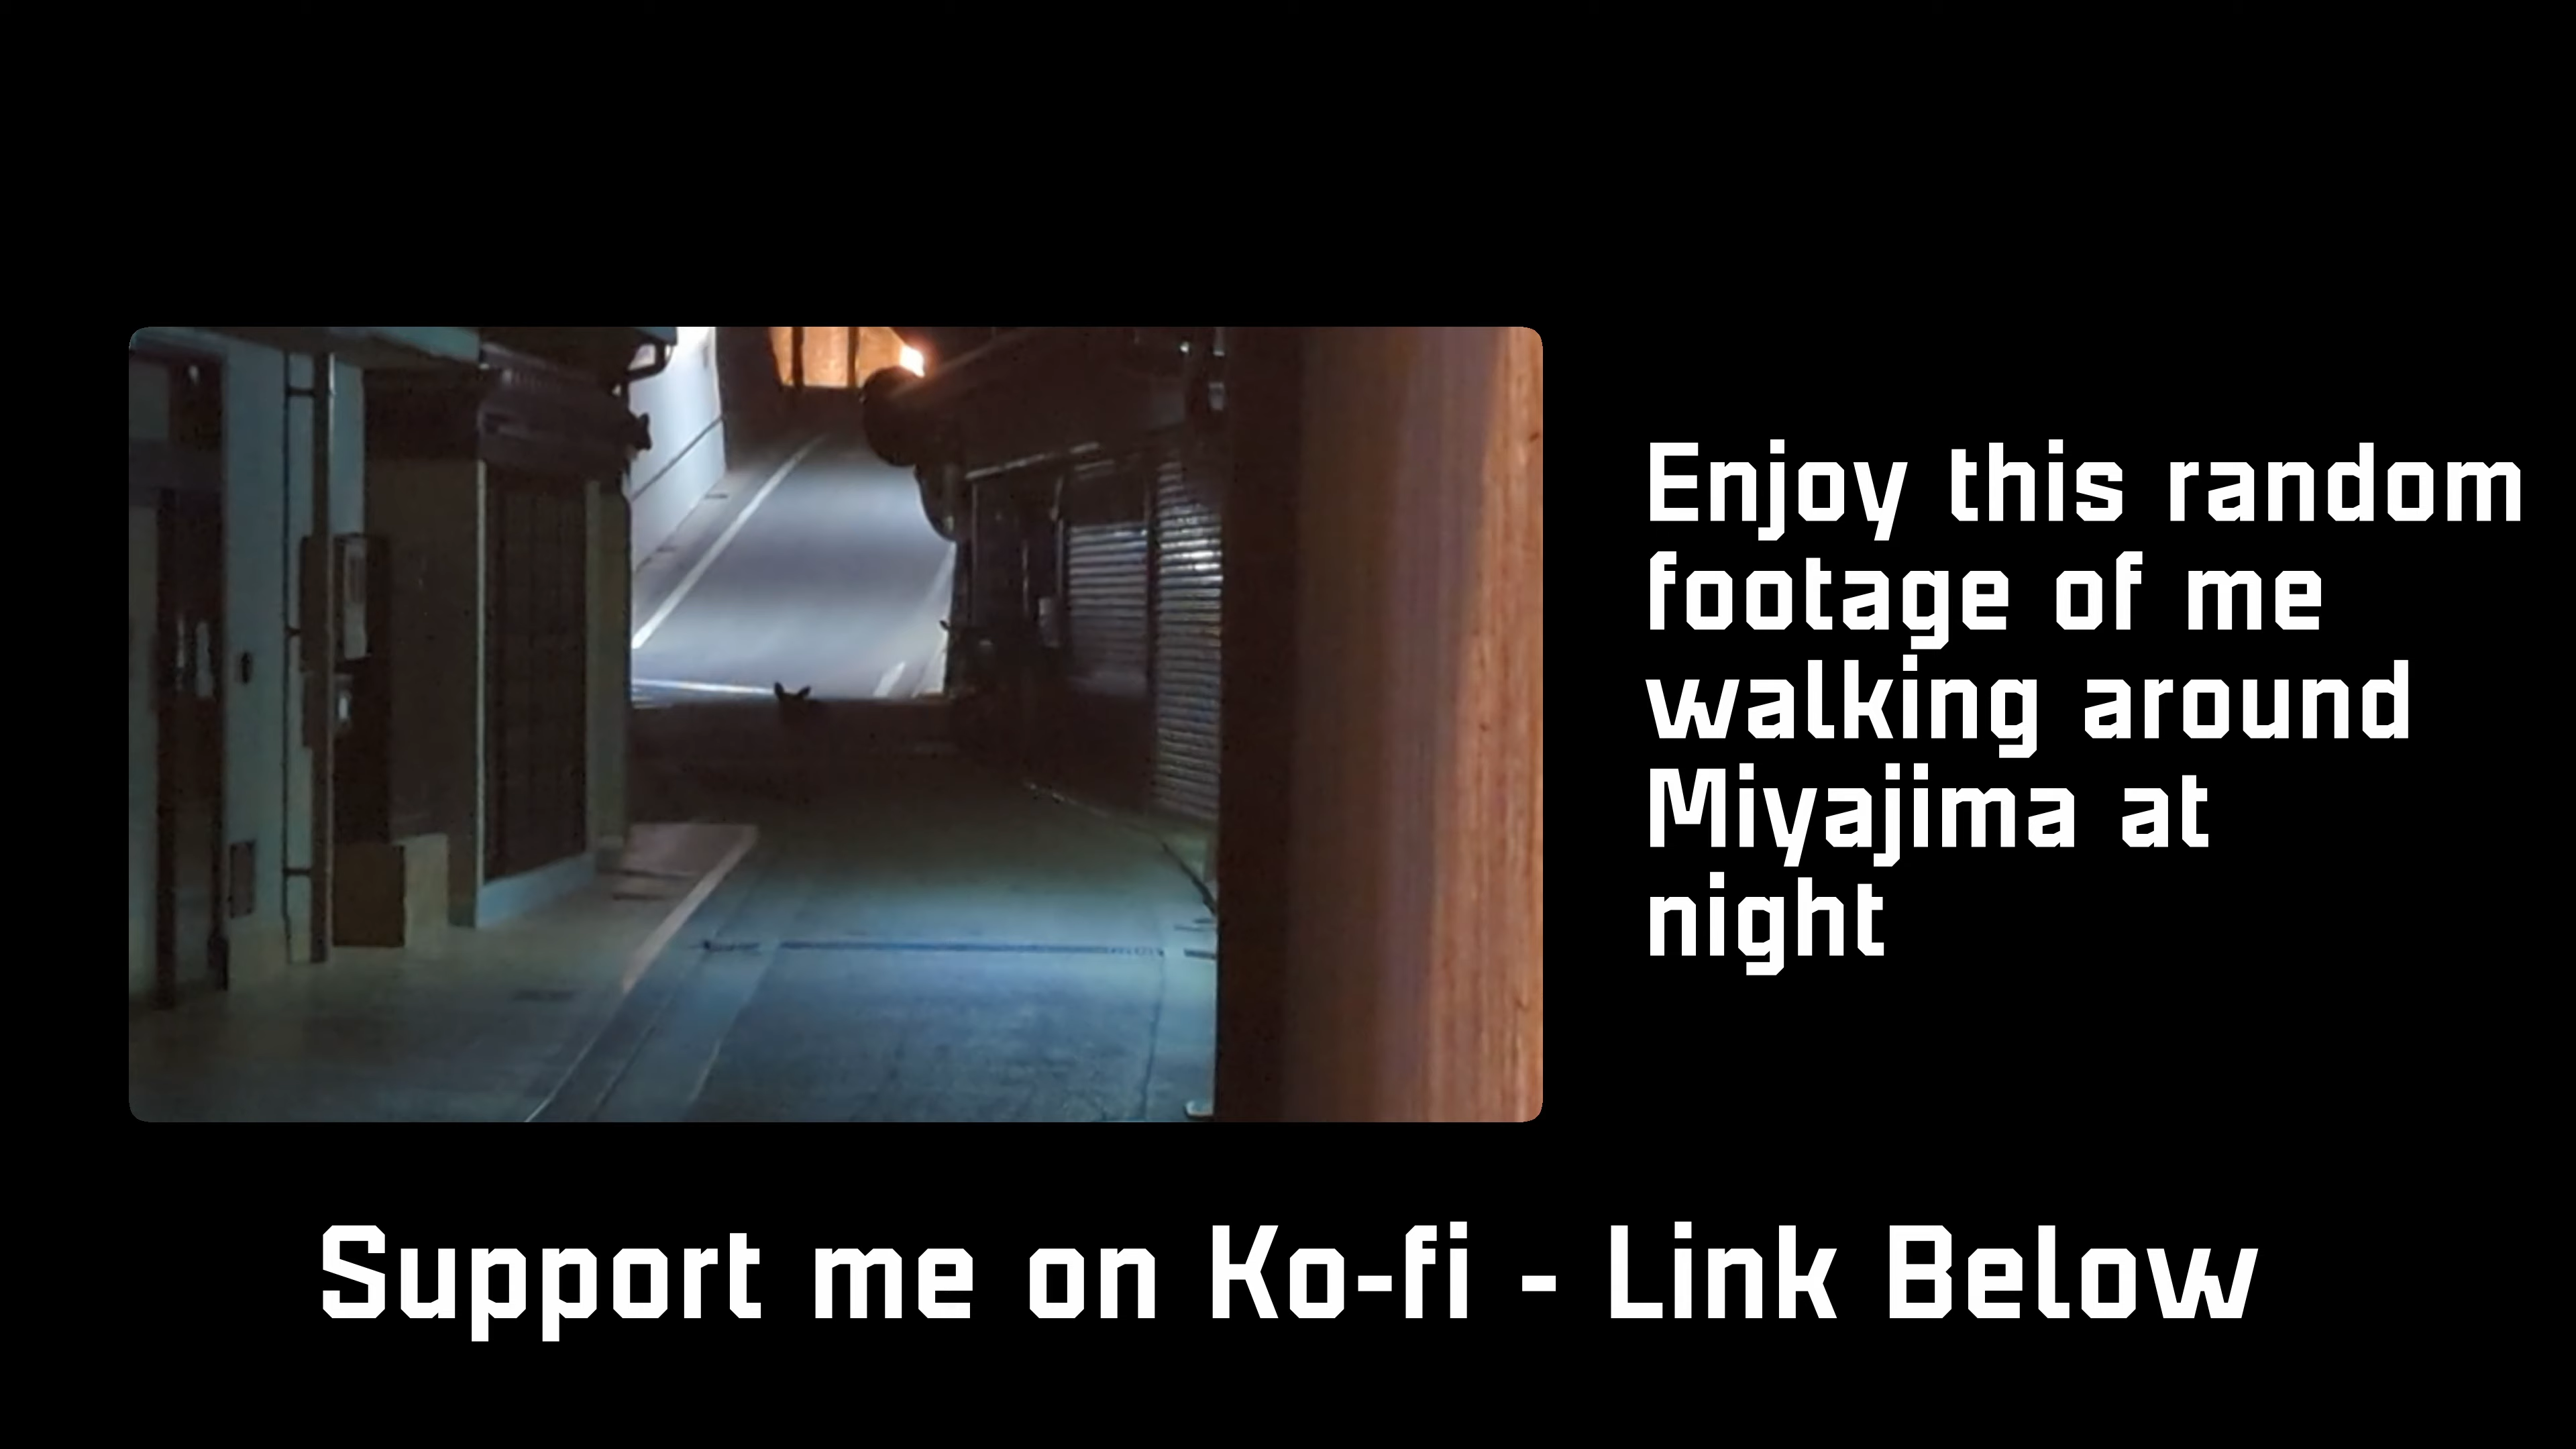 Enjoy this random
footage of me
walking around
Miyajima at
night
Support me on Ko-fi - Link Below